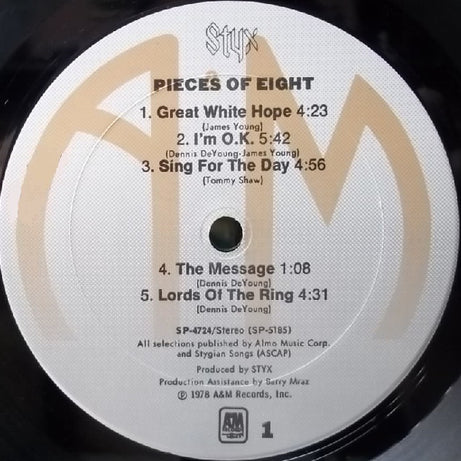 Styx
PIECES OF EIGHT
1. Great White Hope 4:23
(James Young)
2. I'm O.K. 5:42
(Dennis DeYoung-James Young)
3. Sing For The Day 4:56
(Tommy Shaw)
4. The Message 1:08
(Dennis DeYoung)
5. Lords Of The Ring 4:31
(Dennis DeYoung)
SP-4724/Stereo (SP-5185)
All selections published by Almo Music Corp.
and Stygian Songs (ASCAP)
Produced by STYX
Production Assistance by Barry Mraz
℗ 1978 A&M Records, Inc.
A&M
RECORDS
1